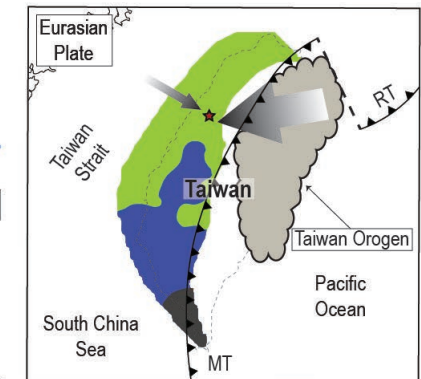 Eurasian
Plate
RT
Taiwan
Strait
Taiwan
Taiwan Orogen
Pacific
Ocean
South China
Sea
MT